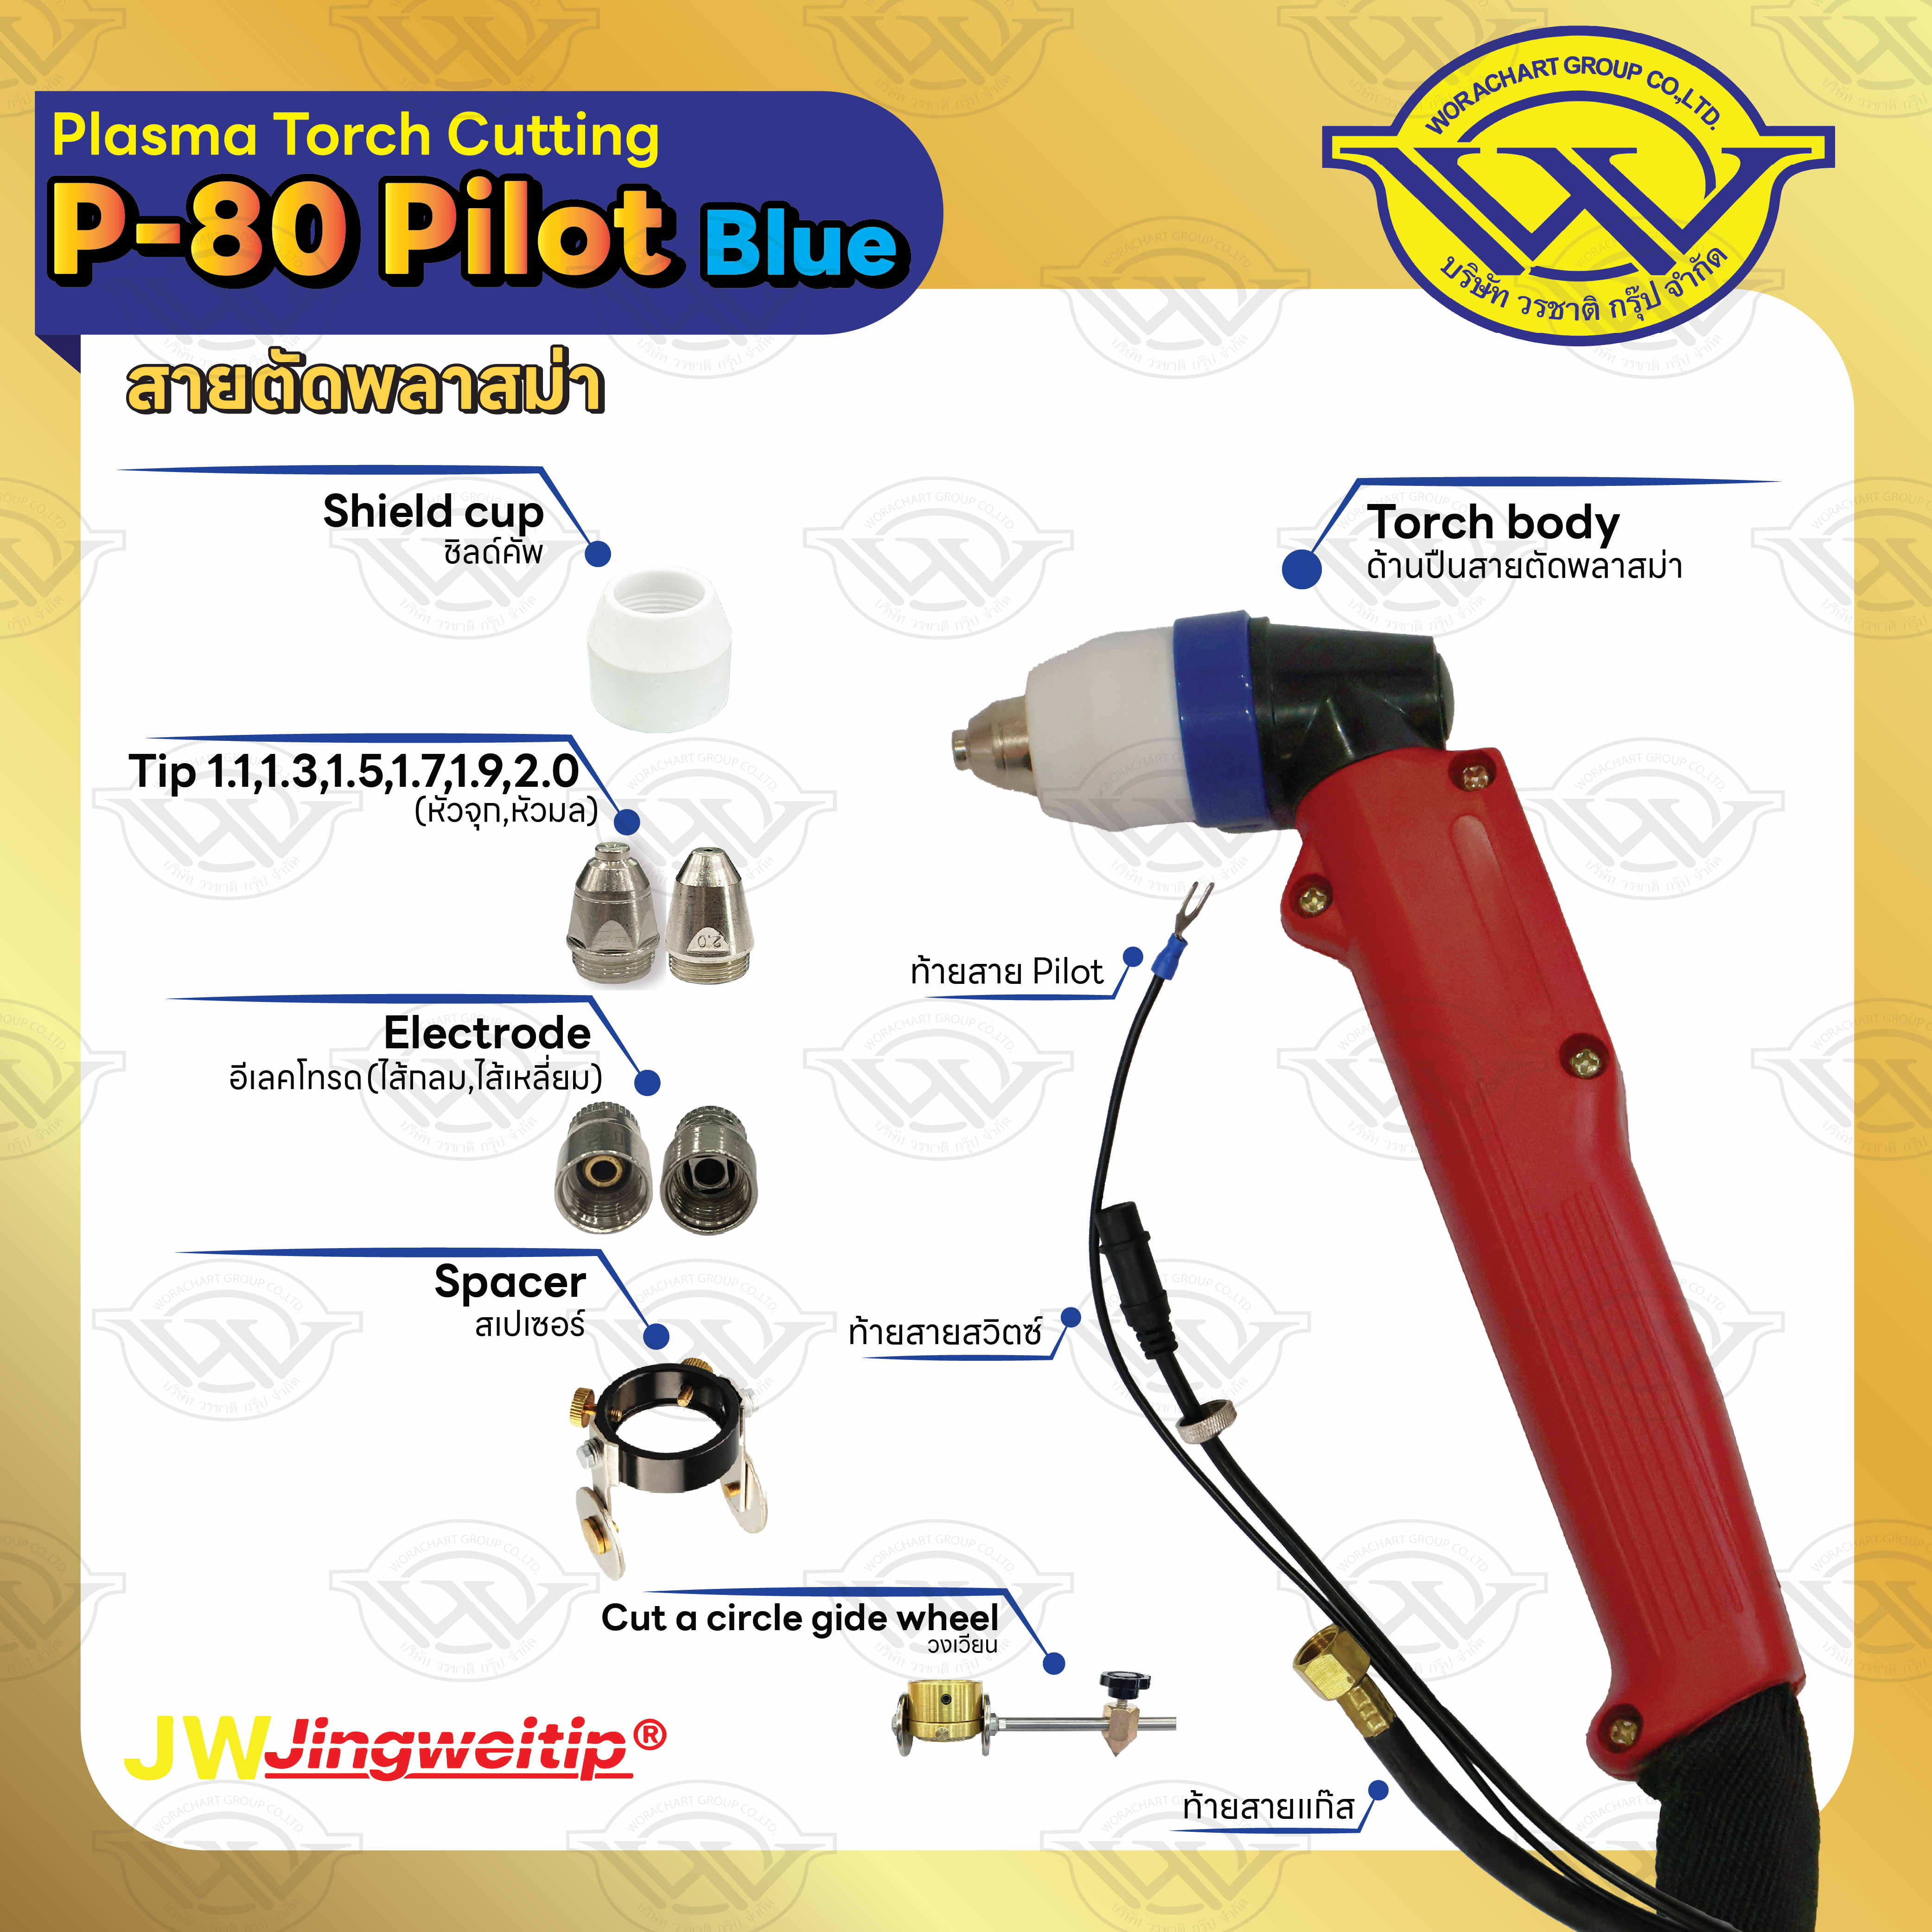 WORACHART GROUP CO.,LTD.
บริษัท วรชาติ กรุ๊ป จำกัด
Plasma Torch Cutting
P-80 Pilot Blue
สายตัดพลาสม่า
Shield cup
ชิลด์คัพ
Torch body
ด้านปืนสายตัดพลาสม่า
Tip 1.1,1.3,1.5,1.7,1.9,2.0
(หัวจุก,หัวมล)
2.0
ท้ายสาย Pilot
Electrode
อีเลคโทรด(ไส้กลม,ไส้เหลี่ยม)
Spacer
สเปเซอร์
ท้ายสายสวิตซ์
Cut a circle gide wheel
วงเวียน
JW Jingweitip®
ท้ายสายแก๊ส